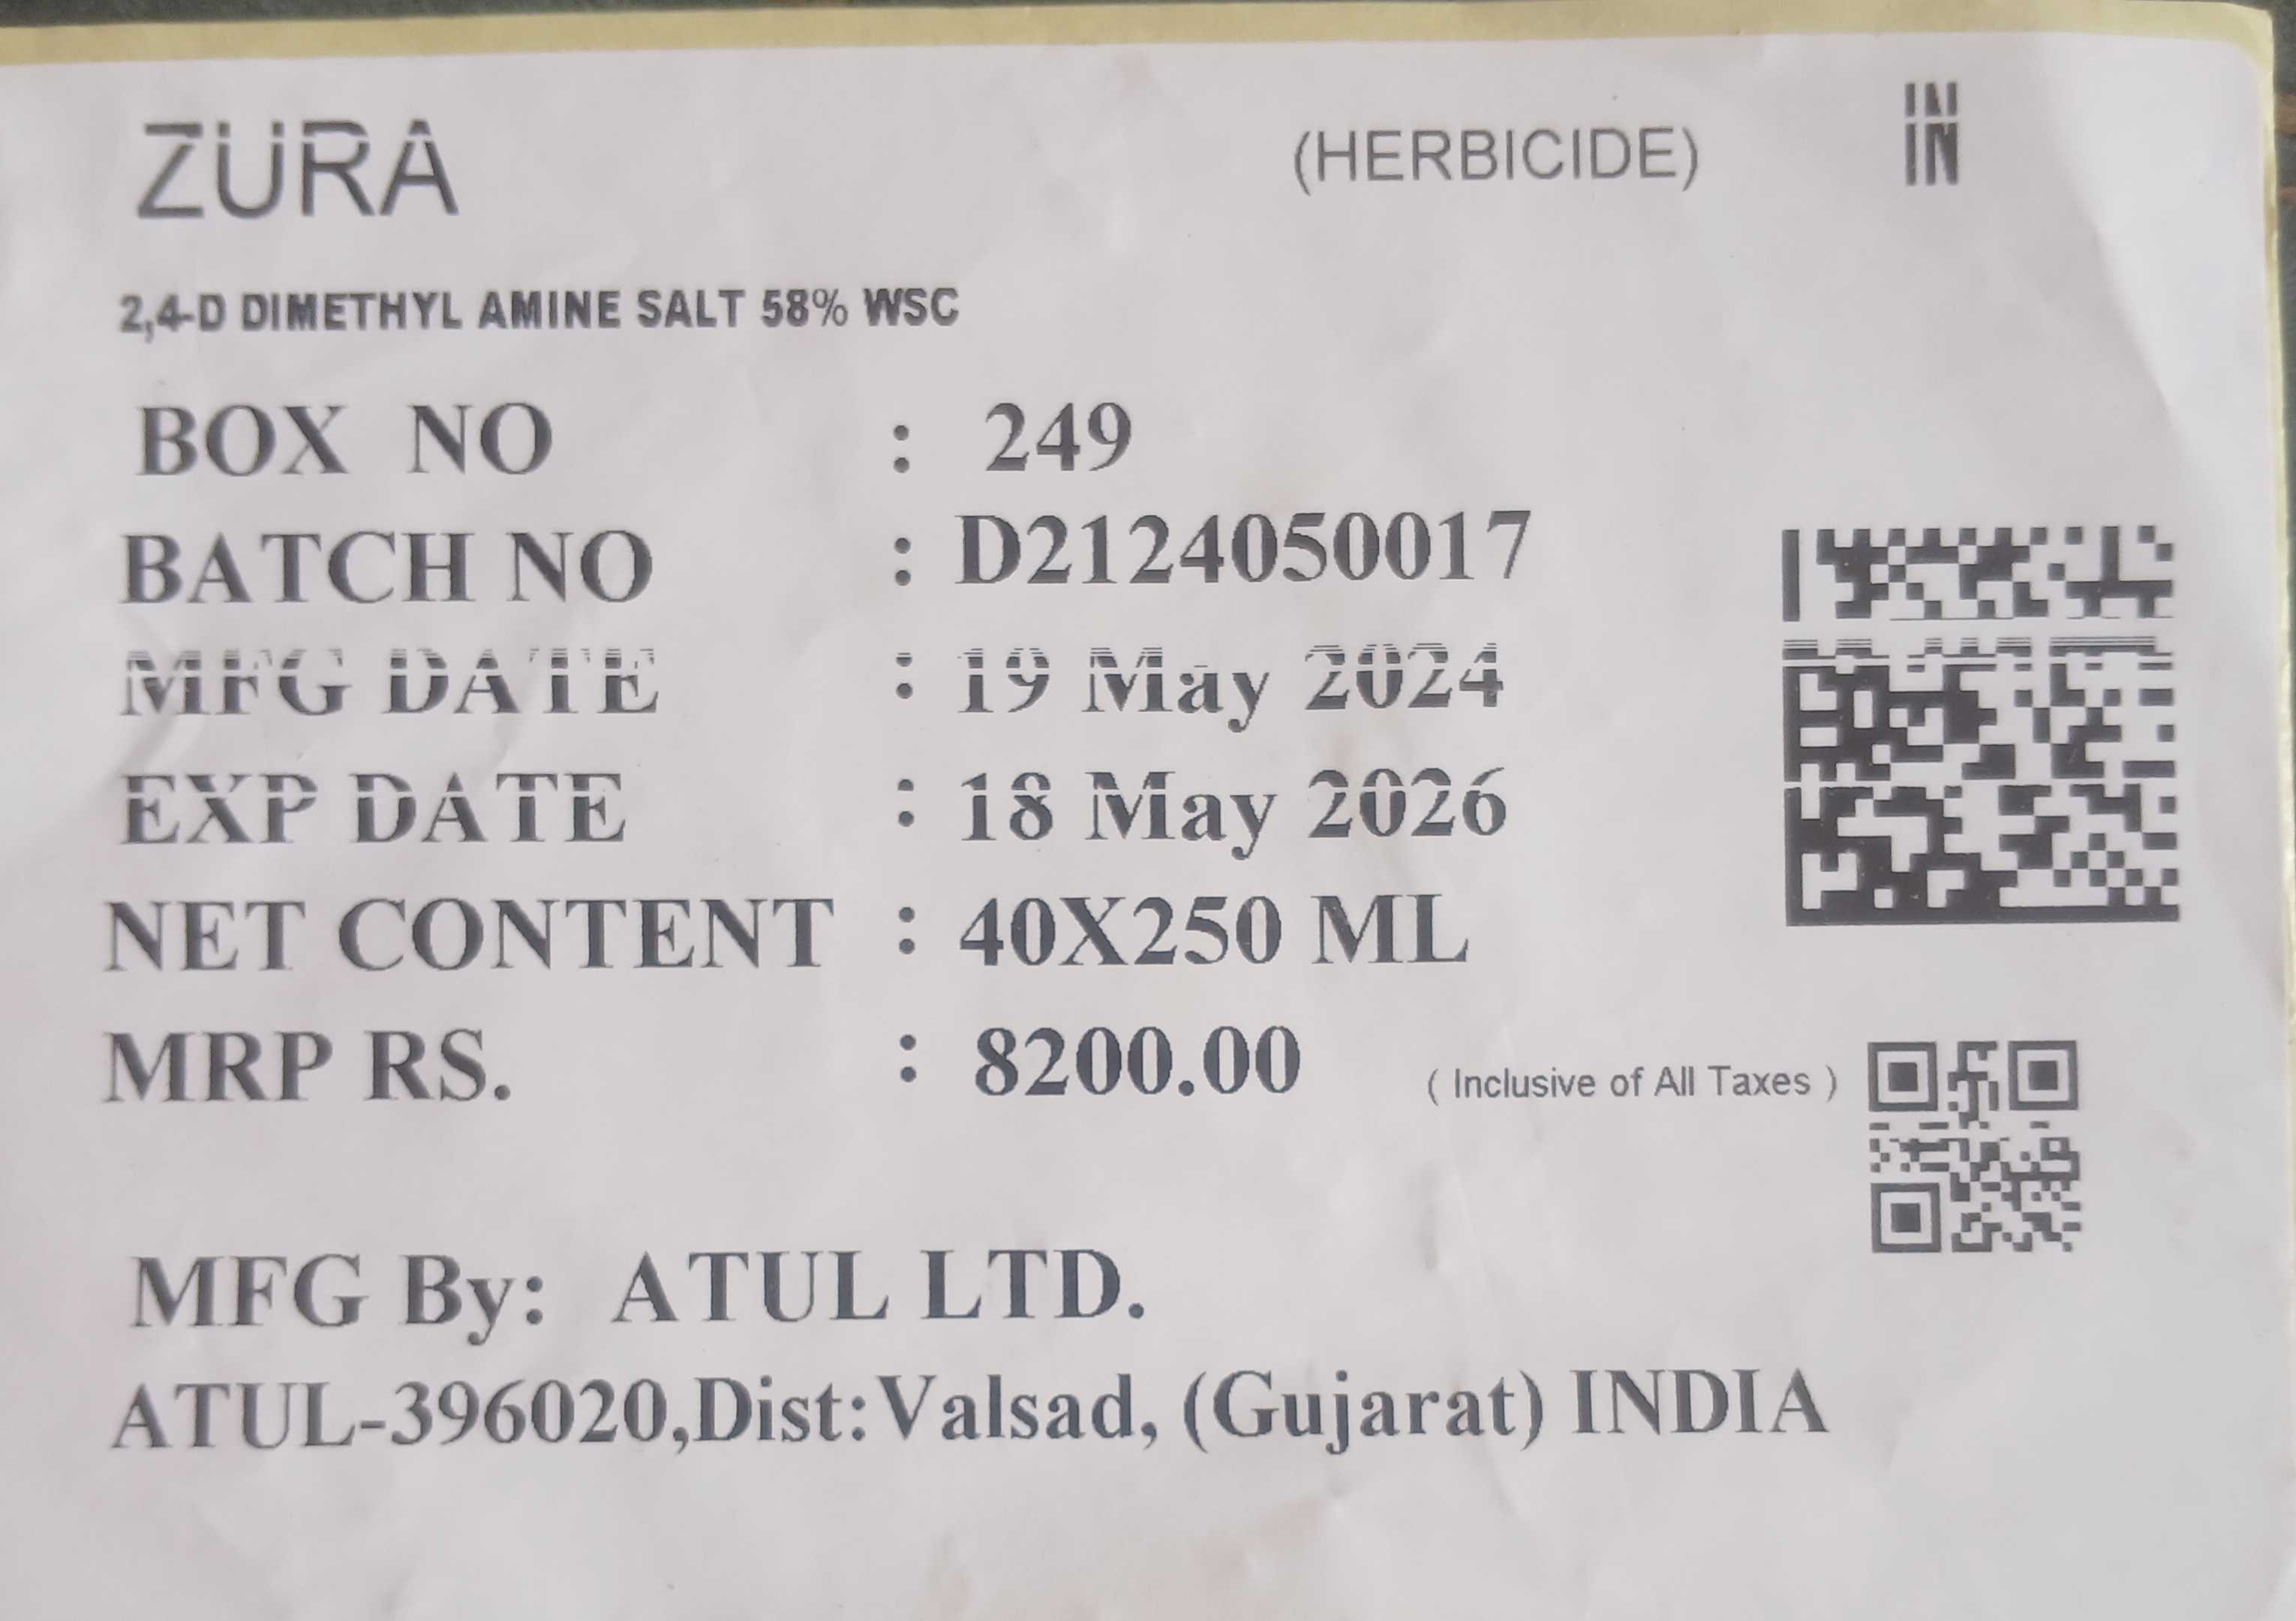 ZURA (HERBICIDE) IN
IN
2,4-D DIMETHYL AMINE SALT 58% WSC
BOX NO : 249
BATCH NO : D2124050017
MFG DATE : 19 May 2024
EXP DATE : 18 May 2026
NET CONTENT : 40X250 ML
MRP RS. : 8200.00 ( Inclusive of All Taxes )
MFG By: ATUL LTD.
ATUL-396020,Dist:Valsad, (Gujarat) INDIA